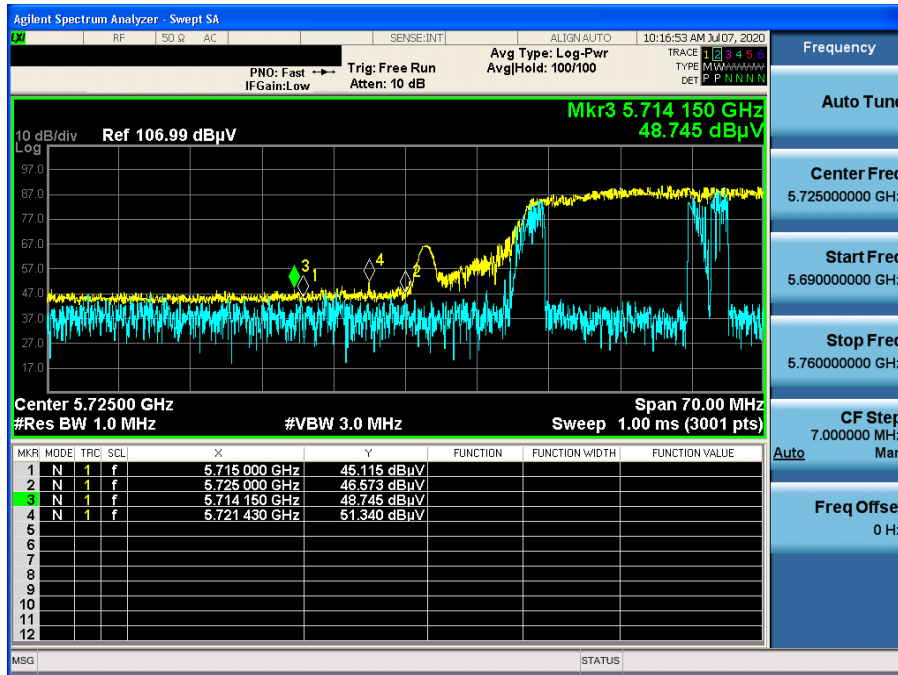 Agilent Spectrum Analyzer - Swept SA
LXI RF 50 Ω AC SENSE:INT ALIGN AUTO 10:16:53 AM Jul 07, 2020
PNO: Fast Trig: Free Run Avg Type: Log-Pwr TRACE 1 2 3 4 5 6
IFGain:Low Atten: 10 dB Avg|Hold: 100/100 TYPE MWWWWW
DET P P N N N N
Mkr3 5.714 150 GHz
48.745 dBµV
10 dB/div Ref 106.99 dBµV
Log
97.0
87.0
77.0
67.0
57.0
47.0
37.0
27.0
17.0
3 1 4 2
Center 5.72500 GHz Span 70.00 MHz
#Res BW 1.0 MHz #VBW 3.0 MHz Sweep 1.00 ms (3001 pts)
MKR MODE TRC SCL X Y FUNCTION FUNCTION WIDTH FUNCTION VALUE
1 N 1 f 5.715 000 GHz 45.115 dBµV
2 N 1 f 5.725 000 GHz 46.573 dBµV
3 N 1 f 5.714 150 GHz 48.745 dBµV
4 N 1 f 5.721 430 GHz 51.340 dBµV
5
6
7
8
9
10
11
12
MSG STATUS
Frequency
Auto Tune
Center Freq
5.725000000 GHz
Start Freq
5.690000000 GHz
Stop Freq
5.760000000 GHz
CF Step
7.000000 MHz
Auto Man
Freq Offset
0 Hz